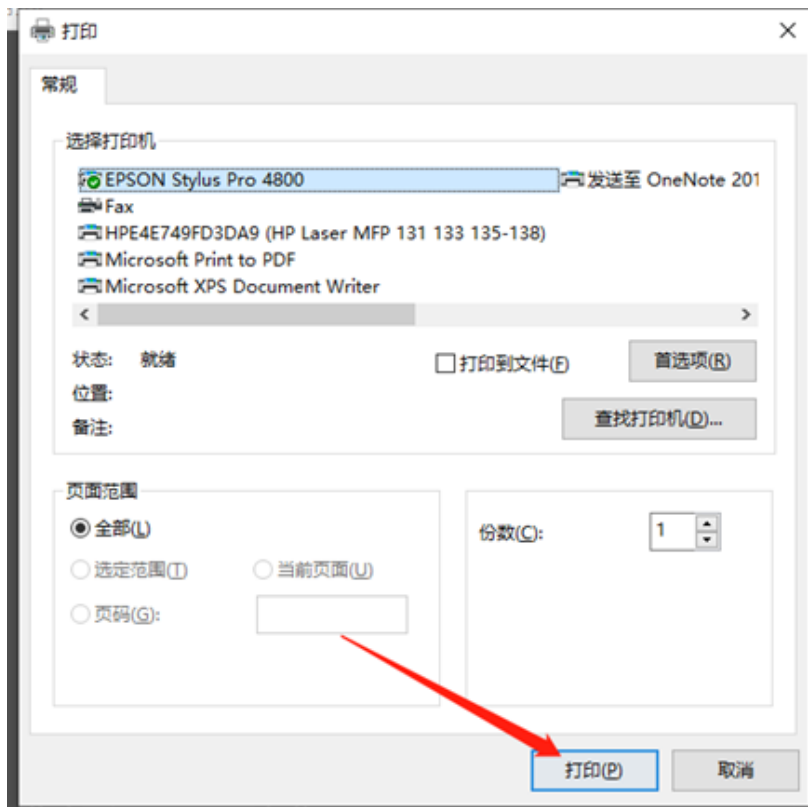 打印
常规
选择打印机
EPSON Stylus Pro 4800 发送至 OneNote 201
Fax
HPE4E749FD3DA9 (HP Laser MFP 131 133 135-138)
Microsoft Print to PDF
Microsoft XPS Document Writer
状态: 就绪 打印到文件(F) 首选项(R)
位置:
备注: 查找打印机(D)...
页面范围
全部(L) 份数(C): 1
选定范围(T) 当前页面(U)
页码(G):
打印(P) 取消